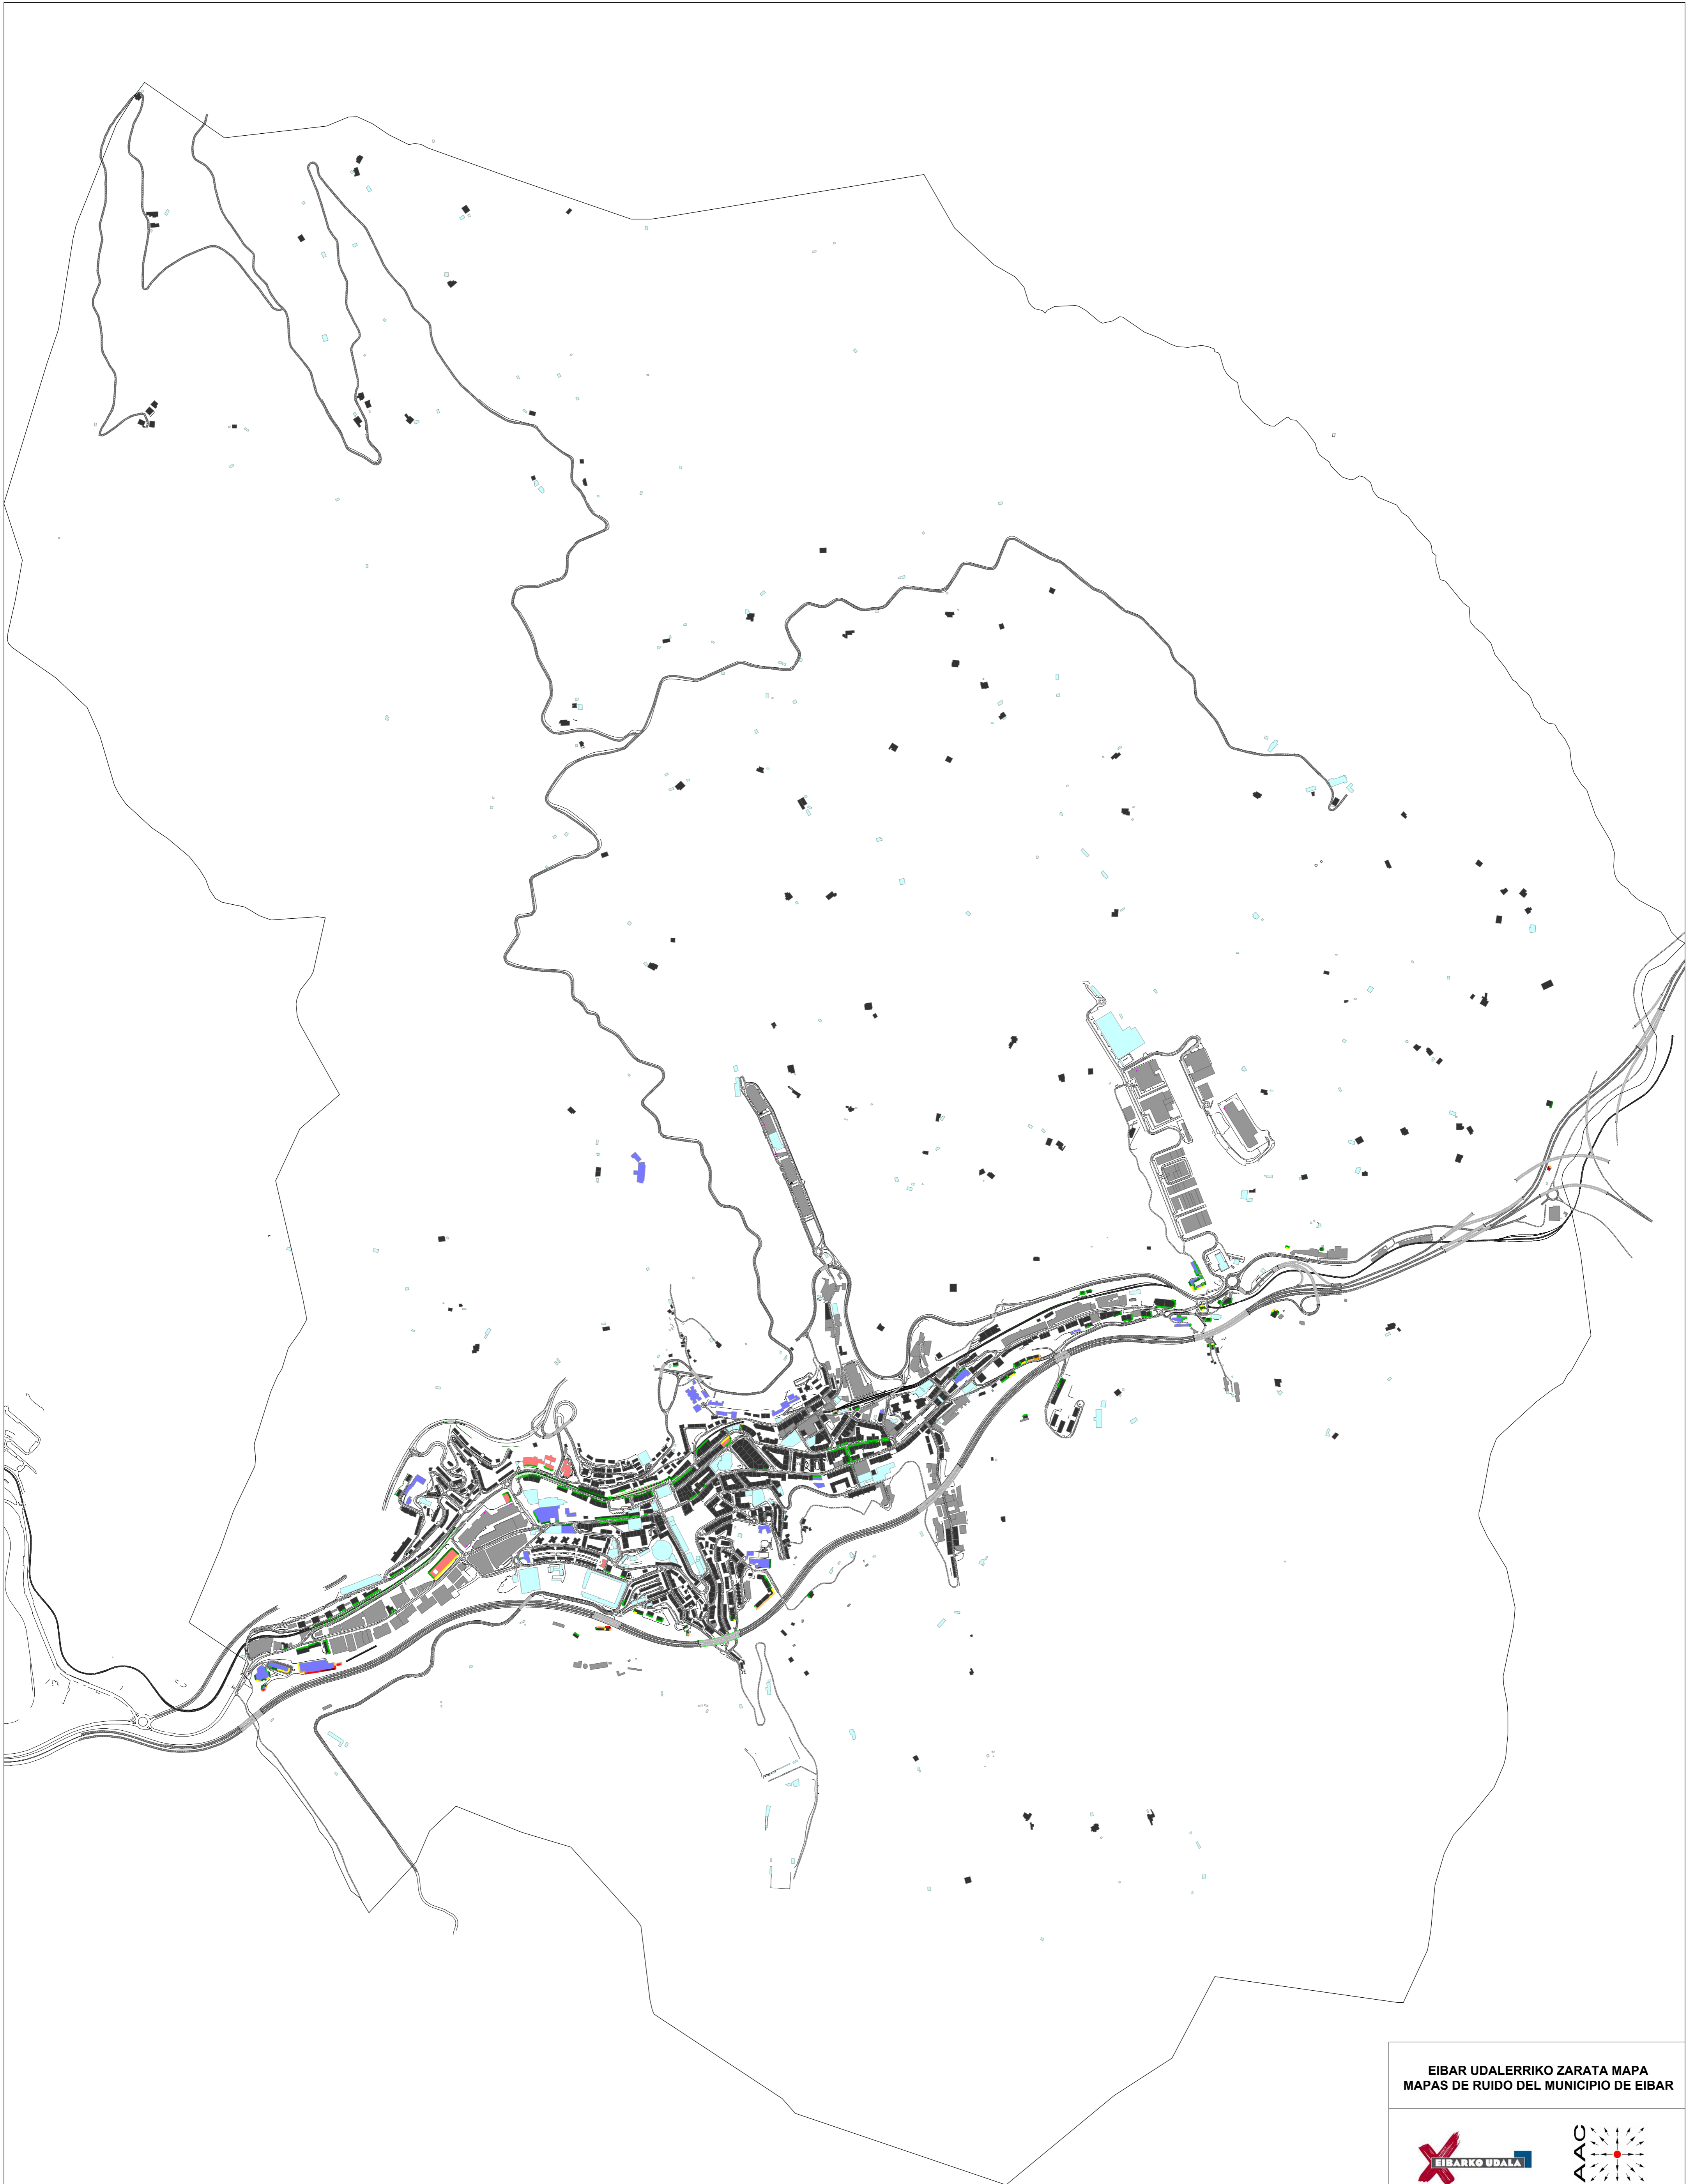 EIBAR UDALERRIKO ZARATA MAPA
MAPAS DE RUIDO DEL MUNICIPIO DE EIBAR
EIBARKO UDALA
AAC